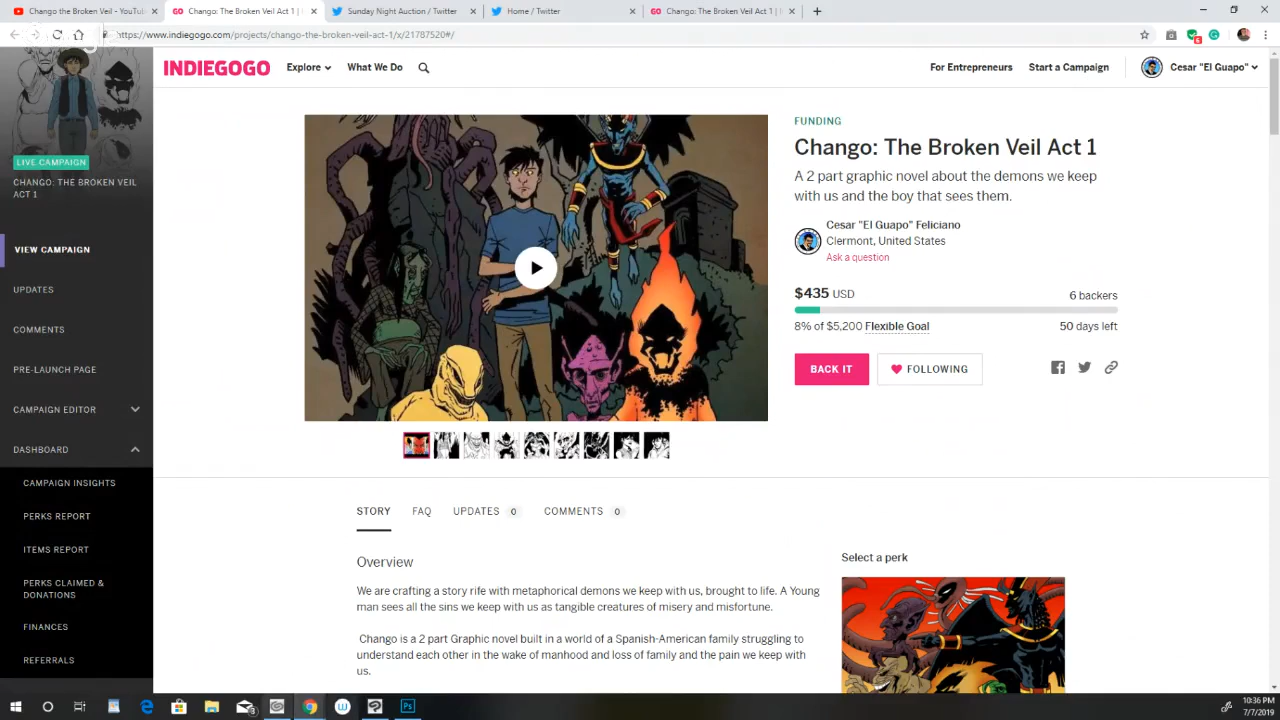 Chango the Broken Veil - YouTu
Chango: The Broken Veil Act 1 |
Sunday Night Auction / Twitter
Home / Twitter
Chango: The Broken Veil Act 1 |
https://www.indiegogo.com/projects/chango-the-broken-veil-act-1/x/21787520#/
INDIEGOGO
Explore
What We Do
For Entrepreneurs
Start a Campaign
Cesar "El Guapo"
LIVE CAMPAIGN
CHANGO: THE BROKEN VEIL
ACT 1
VIEW CAMPAIGN
UPDATES
COMMENTS
PRE-LAUNCH PAGE
CAMPAIGN EDITOR
DASHBOARD
CAMPAIGN INSIGHTS
PERKS REPORT
ITEMS REPORT
PERKS CLAIMED &
DONATIONS
FINANCES
REFERRALS
FUNDING
Chango: The Broken Veil Act 1
A 2 part graphic novel about the demons we keep
with us and the boy that sees them.
Cesar "El Guapo" Feliciano
Clermont, United States
Ask a question
$435 USD
6 backers
8% of $5,200 Flexible Goal
50 days left
BACK IT
FOLLOWING
STORY
FAQ
UPDATES 0
COMMENTS 0
Overview
We are crafting a story rife with metaphorical demons we keep with us, brought to life. A Young
man sees all the sins we keep with us as tangible creatures of misery and misfortune.
Chango is a 2 part Graphic novel built in a world of a Spanish-American family struggling to
understand each other in the wake of manhood and loss of family and the pain we keep with
us.
Select a perk
10:36 PM
7/7/2019